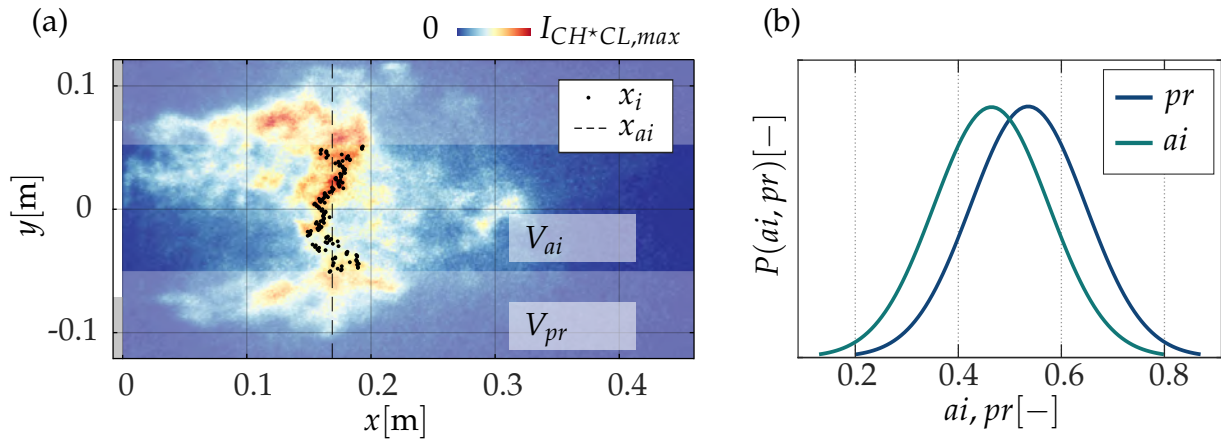 (a)
0 I_{CH*CL,max}
x_i
x_{ai}
0.1
0
-0.1
y[m]
V_{ai}
V_{pr}
0 0.1 0.2 0.3 0.4
x[m]
(b)
pr
ai
P(ai, pr)[−]
0.2 0.4 0.6 0.8
ai, pr[−]